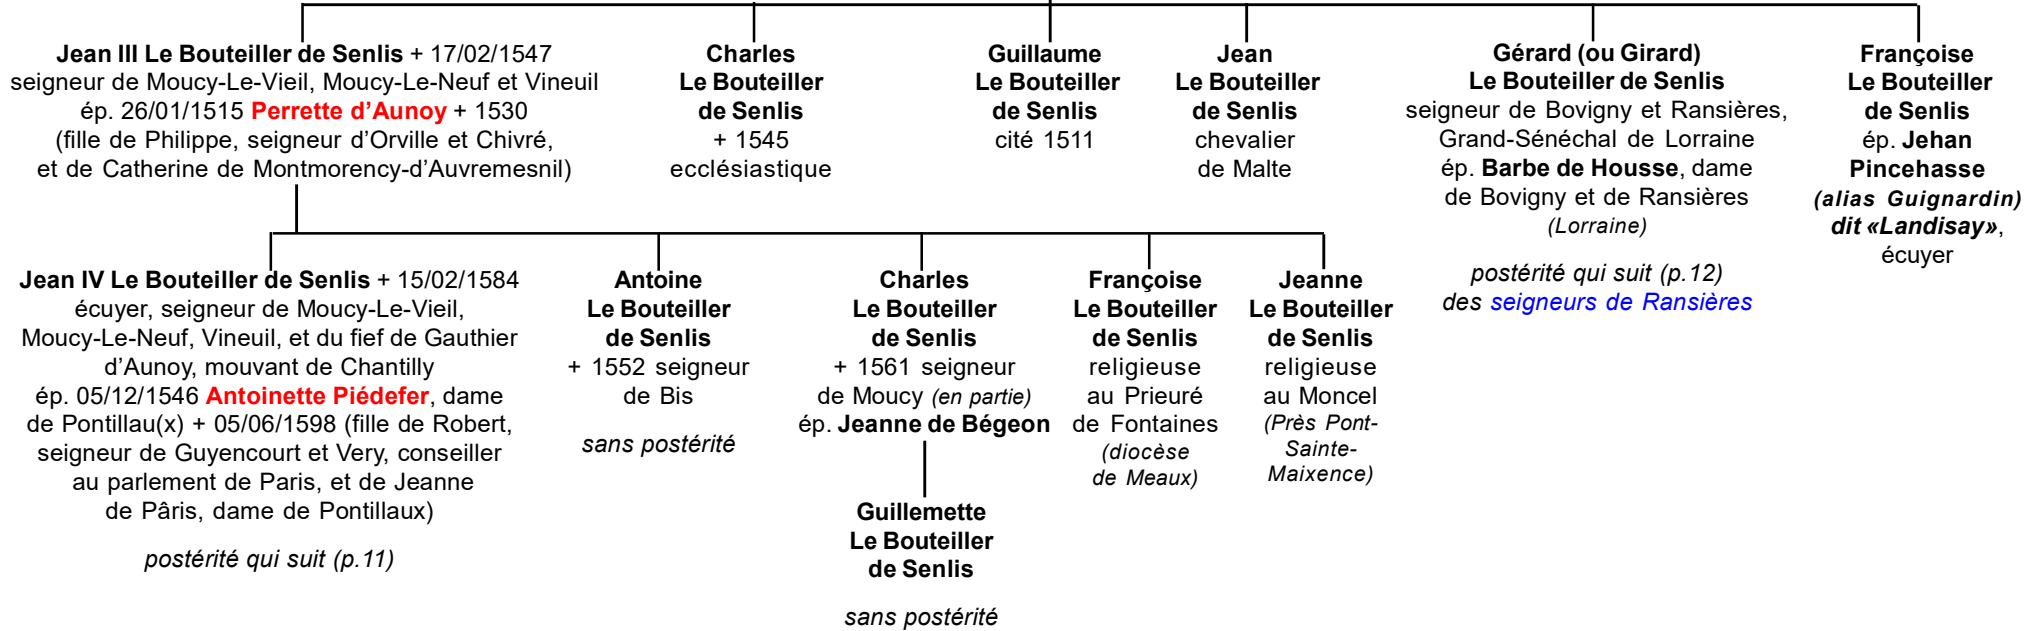 Jean III Le Bouteiller de Senlis + 17/02/1547
seigneur de Moucy-Le-Vieil, Moucy-Le-Neuf et Vineuil
ép. 26/01/1515 Perrette d’Aunoy + 1530
(fille de Philippe, seigneur d’Orville et Chivré,
et de Catherine de Montmorency-d’Auvremesnil)
Charles
Le Bouteiller
de Senlis
+ 1545
ecclésiastique
Guillaume
Le Bouteiller
de Senlis
cité 1511
Jean
Le Bouteiller
de Senlis
chevalier
de Malte
Gérard (ou Girard)
Le Bouteiller de Senlis
seigneur de Bovigny et Ransières,
Grand-Sénéchal de Lorraine
ép. Barbe de Housse, dame
de Bovigny et de Ransières
(Lorraine)
postérité qui suit (p.12)
des seigneurs de Ransières
Françoise
Le Bouteiller
de Senlis
ép. Jehan
Pincehasse
(alias Guignardin)
dit «Landisay»,
écuyer
Jean IV Le Bouteiller de Senlis + 15/02/1584
écuyer, seigneur de Moucy-Le-Vieil,
Moucy-Le-Neuf, Vineuil, et du fief de Gauthier
d’Aunoy, mouvant de Chantilly
ép. 05/12/1546 Antoinette Piédefer, dame
de Pontillau(x) + 05/06/1598 (fille de Robert,
seigneur de Guyencourt et Very, conseiller
au parlement de Paris, et de Jeanne
de Pâris, dame de Pontillaux)
postérité qui suit (p.11)
Antoine
Le Bouteiller
de Senlis
+ 1552 seigneur
de Bis
sans postérité
Charles
Le Bouteiller
de Senlis
+ 1561 seigneur
de Moucy (en partie)
ép. Jeanne de Bégeon
Guillemette
Le Bouteiller
de Senlis
sans postérité
Françoise
Le Bouteiller
de Senlis
religieuse
au Prieuré
de Fontaines
(diocèse
de Meaux)
Jeanne
Le Bouteiller
de Senlis
religieuse
au Moncel
(Près Pont-
Sainte-
Maixence)